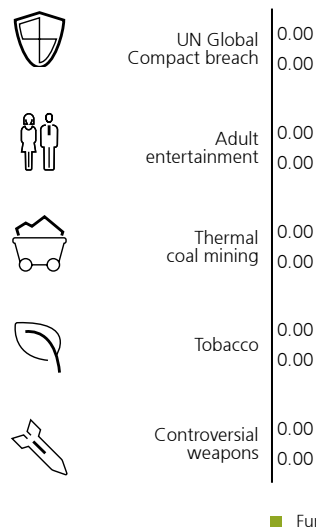 UN Global
Compact breach
0.00
0.00
Adult
entertainment
0.00
0.00
Thermal
coal mining
0.00
0.00
Tobacco
0.00
0.00
Controversial
weapons
0.00
0.00